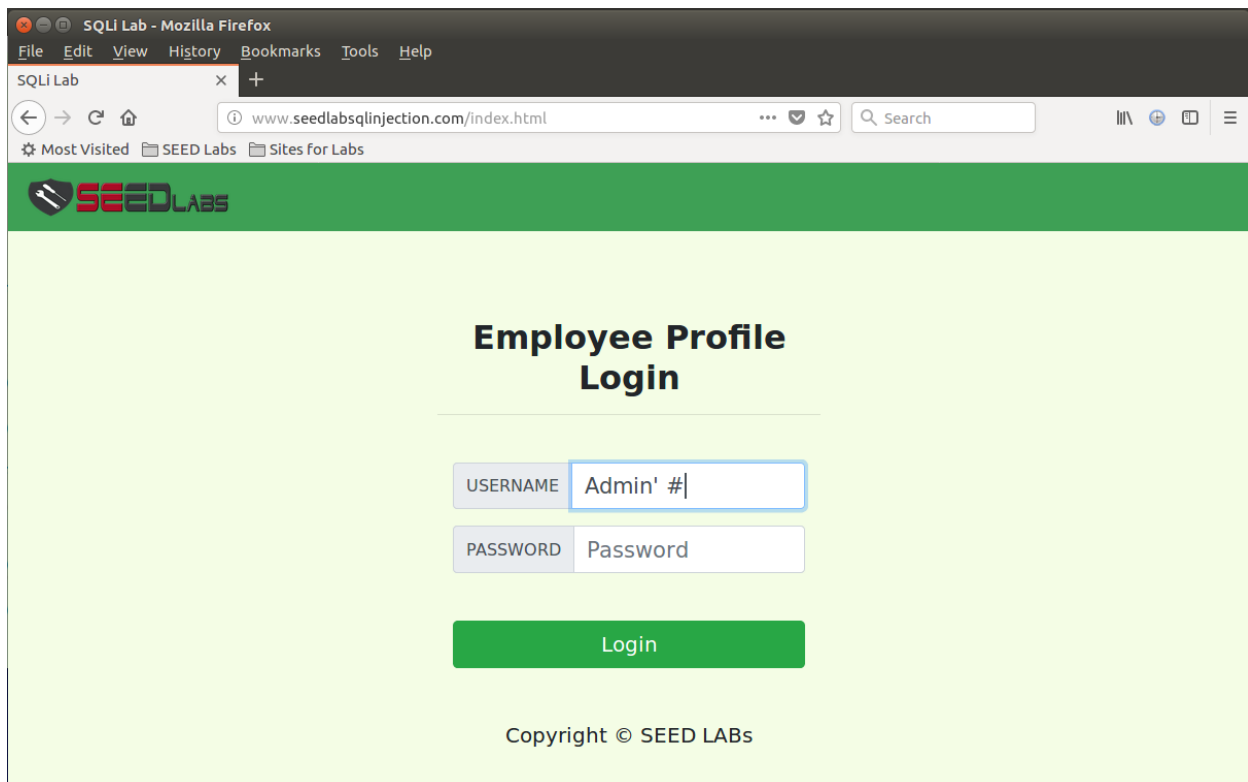 SQLi Lab - Mozilla Firefox
File Edit View History Bookmarks Tools Help
SQLi Lab
www.seedlabsqlinjection.com/index.html
Search
Most Visited SEED Labs Sites for Labs
SEEDLABS
Employee Profile
Login
USERNAME Admin' #
PASSWORD Password
Login
Copyright © SEED LABs